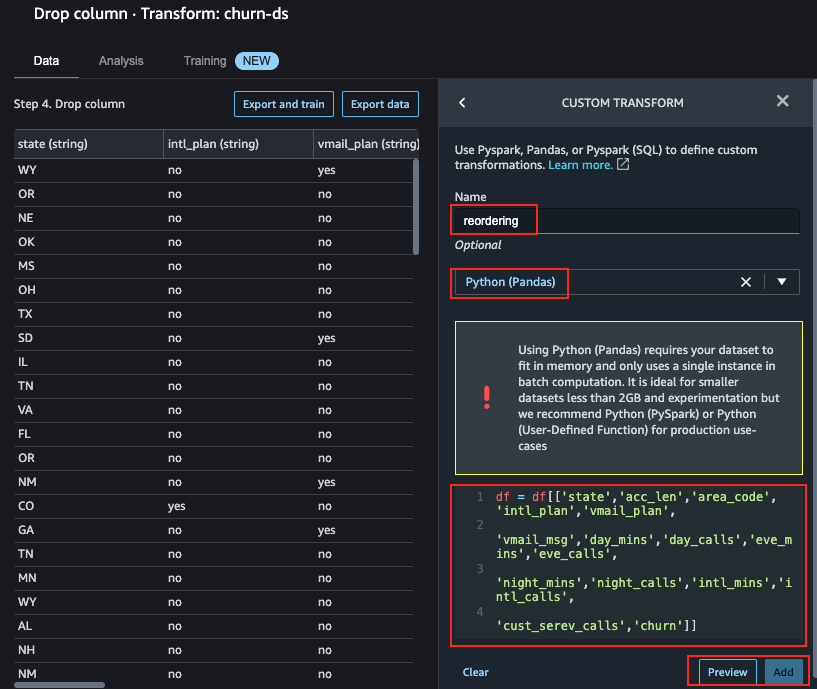 Drop column · Transform: churn-ds
Data Analysis Training NEW
Step 4. Drop column Export and train Export data
state (string) intl_plan (string) vmail_plan (string)
WY no yes
OR no no
NE no no
OK no no
MS no no
OH no no
TX no no
SD no yes
IL no no
TN no no
VA no no
FL no no
OR no no
NM no yes
CO yes no
GA no yes
TN no no
MN no no
WY no no
AL no no
NH no no
NM no no
CUSTOM TRANSFORM
Use Pyspark, Pandas, or Pyspark (SQL) to define custom
transformations. Learn more.
Name
reordering
Optional
Python (Pandas)
Using Python (Pandas) requires your dataset to
fit in memory and only uses a single instance in
batch computation. It is ideal for smaller
datasets less than 2GB and experimentation but
we recommend Python (PySpark) or Python
(User-Defined Function) for production use-
cases
1 df = df[['state','acc_len','area_code',
'intl_plan','vmail_plan',
2
'vmail_msg','day_mins','day_calls','eve_m
ins','eve_calls',
3
'night_mins','night_calls','intl_mins','i
ntl_calls',
4
'cust_serev_calls','churn']]
Clear Preview Add